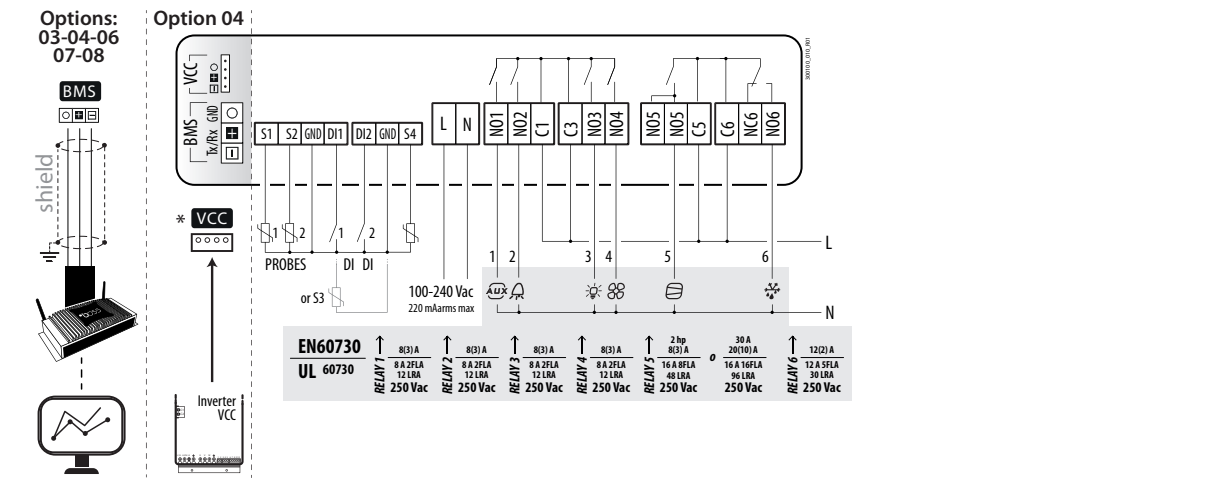 Options:
03-04-06
07-08
Option 04
BMS
shield
VCC
BMS
Tx/Rx GND
* VCC
Inverter
VCC
300100_010_R01
S1 S2 GND DI1 DI2 GND S4
L N
NO1 NO2 C1 C3 NO3 NO4
NO5 NO5 C5 C6 NC6 NO6
1 2 1 2
PROBES DI DI
or S3
100-240 Vac
220 mAarms max
1 2 3 4 5 6
L
AUX
N
EN60730
UL 60730
RELAY 1
8(3) A
8 A 2FLA
12 LRA
250 Vac
RELAY 2
8(3) A
8 A 2FLA
12 LRA
250 Vac
RELAY 3
8(3) A
8 A 2FLA
12 LRA
250 Vac
RELAY 4
8(3) A
8 A 2FLA
12 LRA
250 Vac
RELAY 5
2 hp
8(3) A
16 A 8FLA
48 LRA
250 Vac
o
30 A
20(10) A
16 A 16FLA
96 LRA
250 Vac
RELAY 6
12(2) A
12 A 5FLA
30 LRA
250 Vac